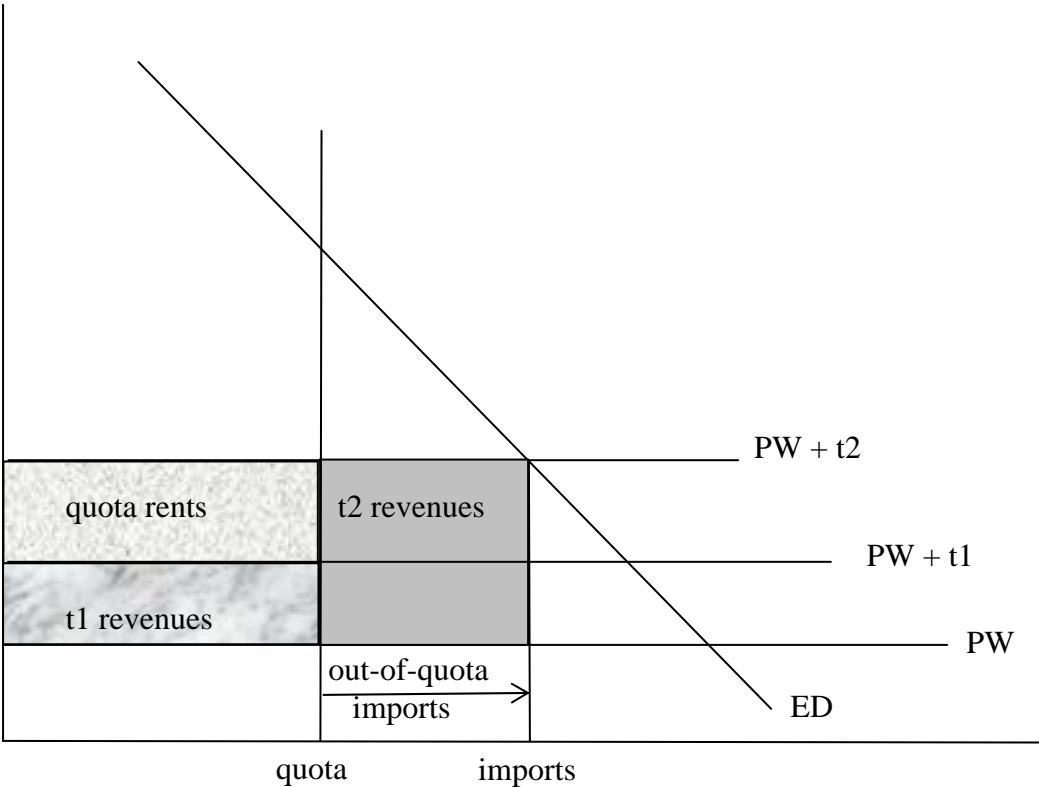 PW + t2
quota rents
t2 revenues
PW + t1
t1 revenues
PW
out-of-quota
imports
ED
quota
imports